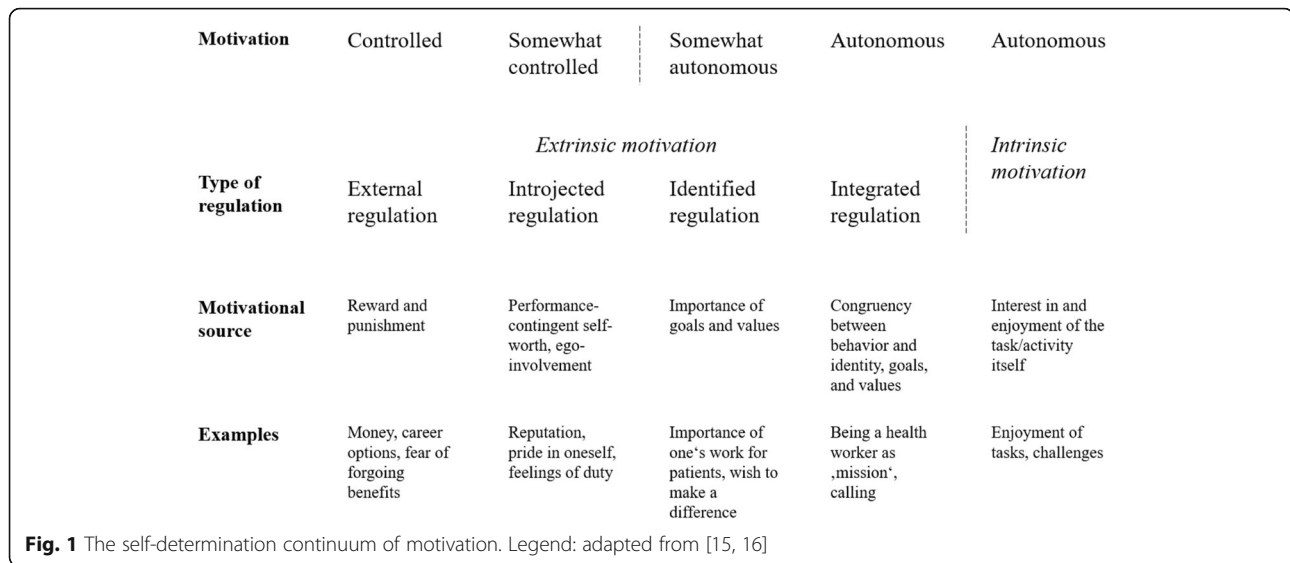 Motivation Controlled Somewhat Somewhat Autonomous Autonomous
controlled autonomous
Extrinsic motivation Intrinsic
motivation
Type of
regulation External Introjected Identified Integrated
regulation regulation regulation regulation
Motivational Reward and Performance- Importance of Congruency Interest in and
source punishment contingent self- goals and values between enjoyment of the
worth, ego- behavior and task/activity
involvement identity, goals, itself
and values
Examples Money, career Reputation, Importance of Being a health Enjoyment of
options, fear of pride in oneself, one‘s work for worker as tasks, challenges
forgoing feelings of duty patients, wish to ‚mission‘,
benefits make a calling
difference
Fig. 1 The self-determination continuum of motivation. Legend: adapted from [15, 16]